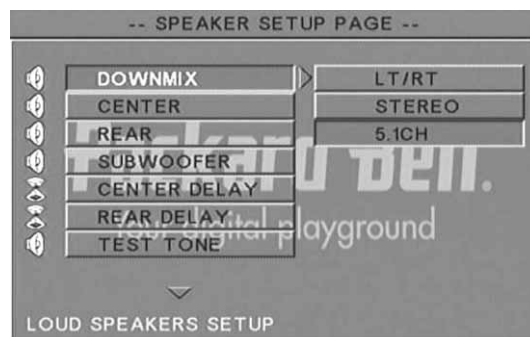 -- SPEAKER SETUP PAGE --
DOWNMIX
LT/RT
CENTER
STEREO
REAR
5.1CH
Packard Bell.
SUBWOOFER
CENTER DELAY
REAR DELAY
Your digital playground
TEST TONE
LOUD SPEAKERS SETUP